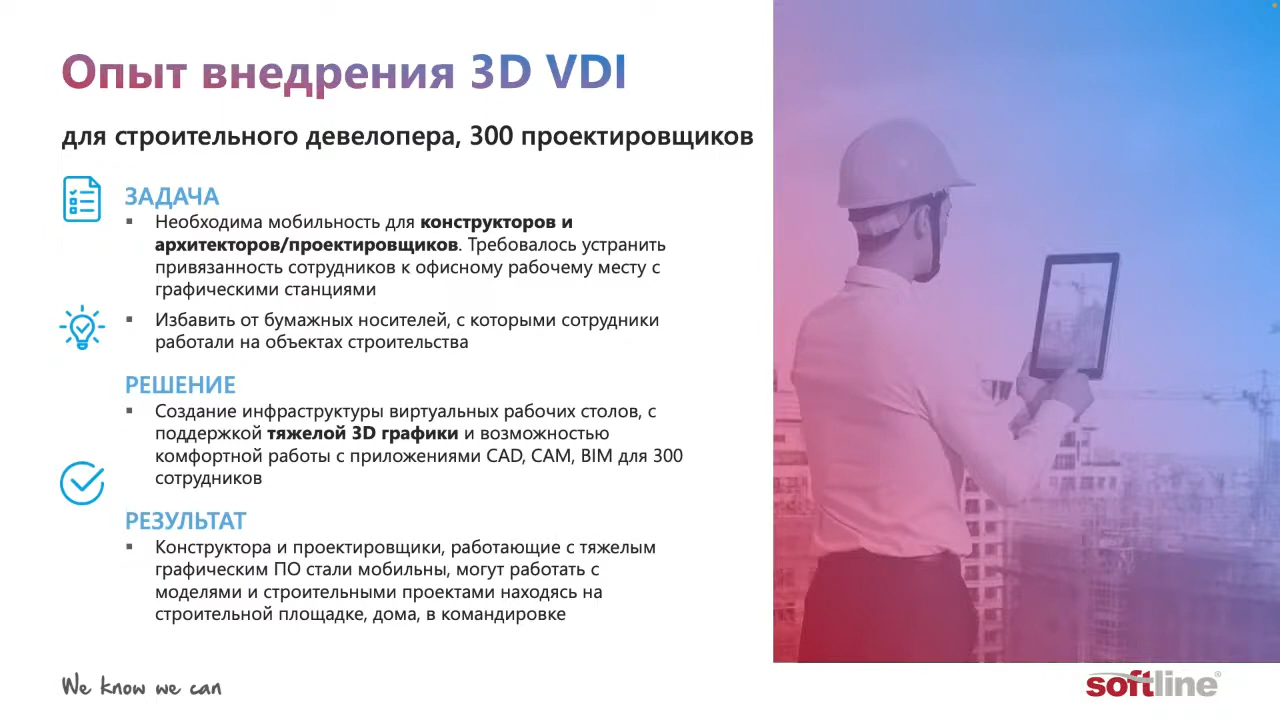 Опыт внедрения 3D VDI
для строительного девелопера, 300 проектировщиков
ЗАДАЧА
▪ Необходима мобильность для конструкторов и
архитекторов/проектировщиков. Требовалось устранить
привязанность сотрудников к офисному рабочему месту с
графическими станциями
▪ Избавить от бумажных носителей, с которыми сотрудники
работали на объектах строительства
РЕШЕНИЕ
▪ Создание инфраструктуры виртуальных рабочих столов, с
поддержкой тяжелой 3D графики и возможностью
комфортной работы с приложениями CAD, CAM, BIM для 300
сотрудников
РЕЗУЛЬТАТ
▪ Конструктора и проектировщики, работающие с тяжелым
графическим ПО стали мобильны, могут работать с
моделями и строительными проектами находясь на
строительной площадке, дома, в командировке
We know we can
softline®